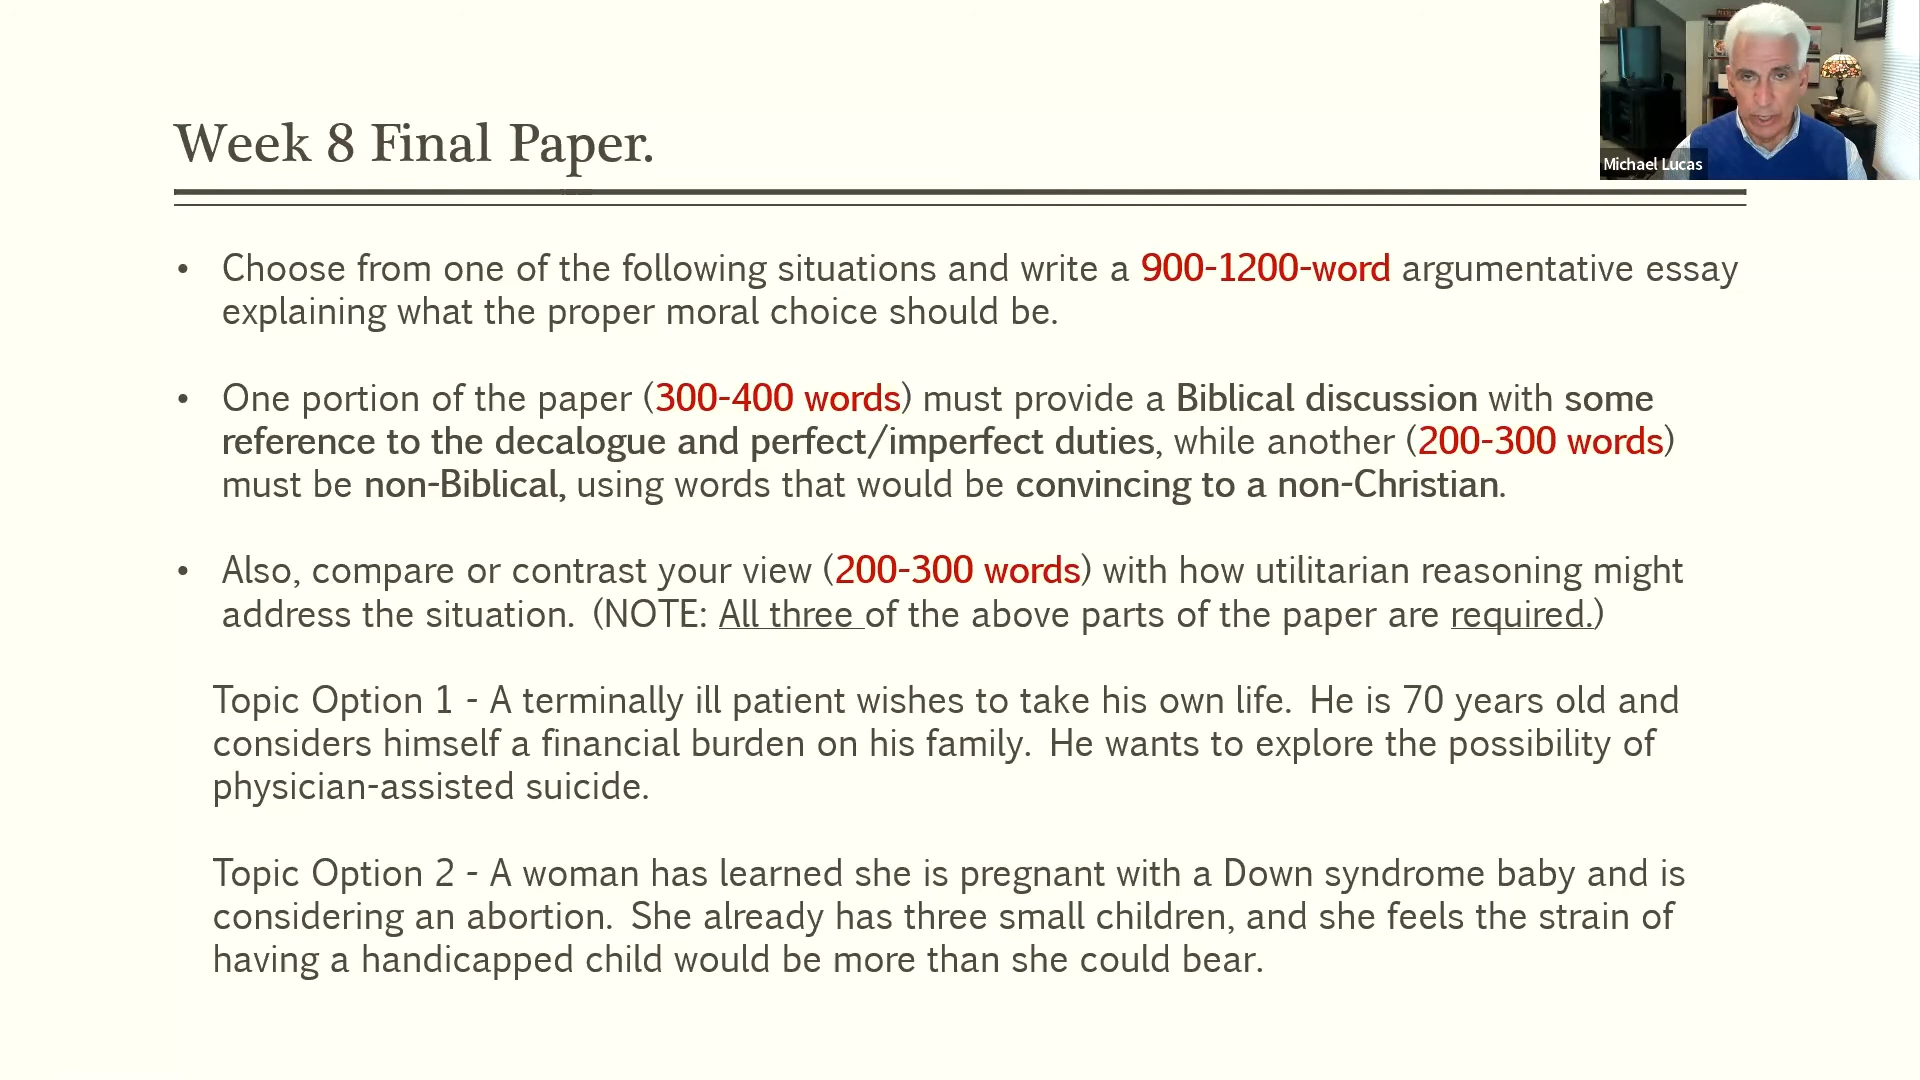 Michael Lucas
Week 8 Final Paper.
• Choose from one of the following situations and write a 900-1200-word argumentative essay
explaining what the proper moral choice should be.
• One portion of the paper (300-400 words) must provide a Biblical discussion with some
reference to the decalogue and perfect/imperfect duties, while another (200-300 words)
must be non-Biblical, using words that would be convincing to a non-Christian.
• Also, compare or contrast your view (200-300 words) with how utilitarian reasoning might
address the situation. (NOTE: All three of the above parts of the paper are required.)
Topic Option 1 - A terminally ill patient wishes to take his own life. He is 70 years old and
considers himself a financial burden on his family. He wants to explore the possibility of
physician-assisted suicide.
Topic Option 2 - A woman has learned she is pregnant with a Down syndrome baby and is
considering an abortion. She already has three small children, and she feels the strain of
having a handicapped child would be more than she could bear.